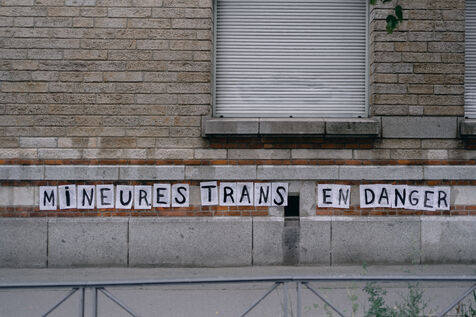 MINEURES TRANS EN DANGER